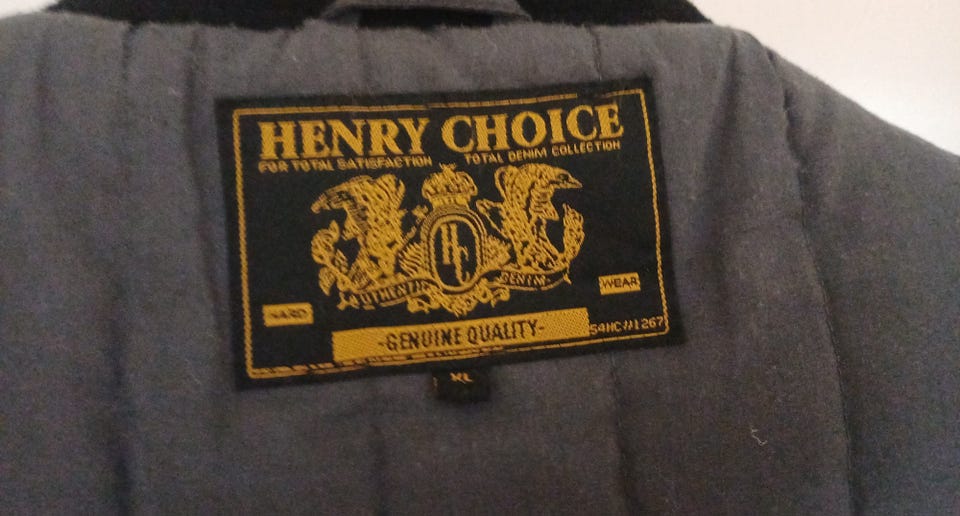 HENRY CHOICE
FOR TOTAL SATISFACTION TOTAL DENIM COLLECTION
HC
AUTHENTIC DENIM
HARD WEAR
-GENUINE QUALITY-
S4HC#1267
XL